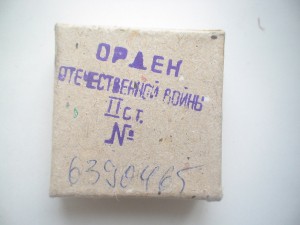 ОРДЕН
ОТЕЧЕСТВЕННОЙ ВОЙНЫ
II СТ.
№
6390465